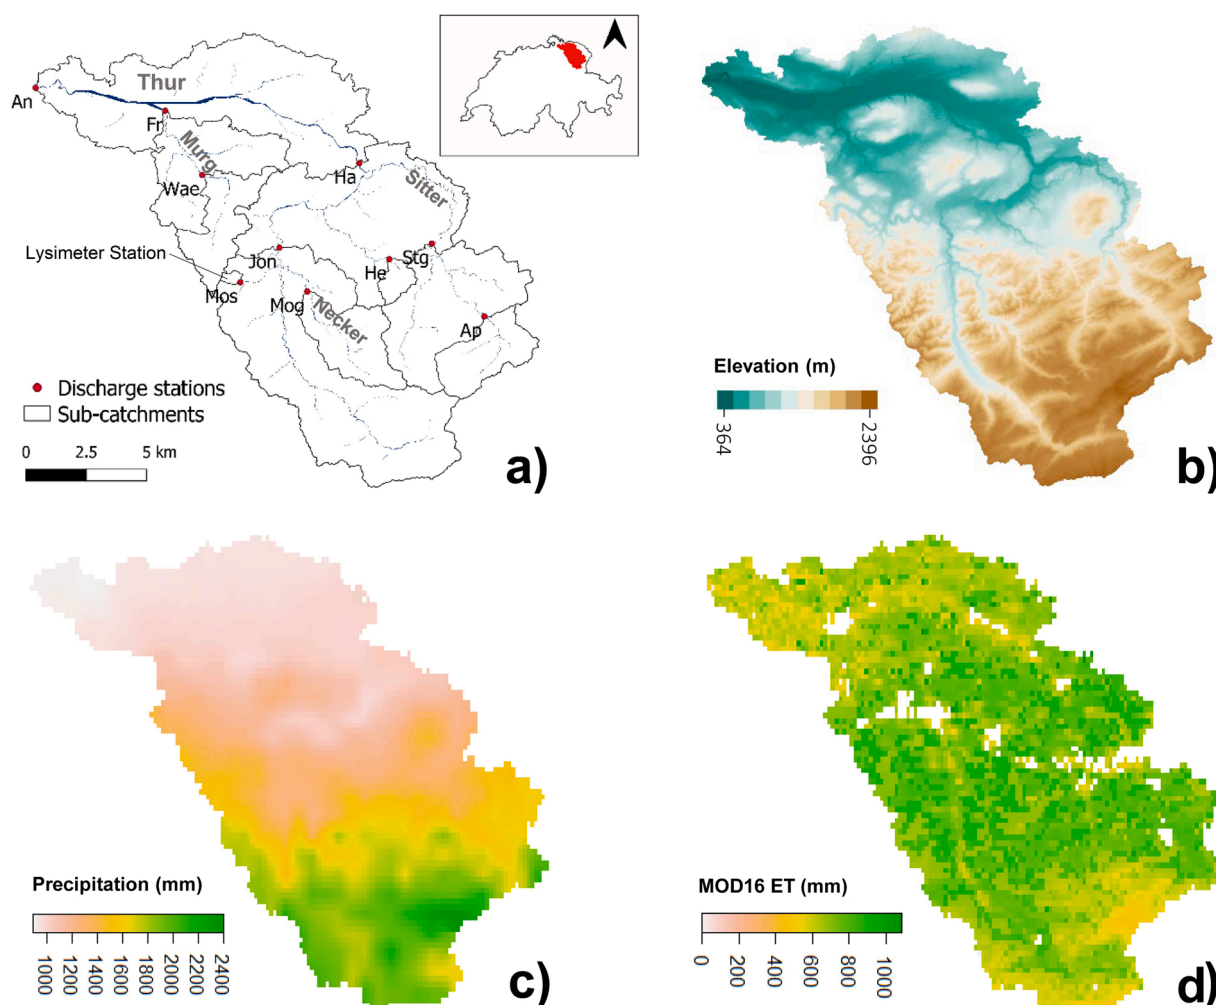 Thur
An
Fr
Murg
Wae
Ha
Sitter
Lysimeter Station
Jon
He
Stg
Mos
Mog
Necker
Ap
Discharge stations
Sub-catchments
0 2.5 5 km
a)
Elevation (m)
364 2396
b)
Precipitation (mm)
1000 1200 1400 1600 1800 2000 2200 2400
c)
MOD16 ET (mm)
0 200 400 600 800 1000
d)